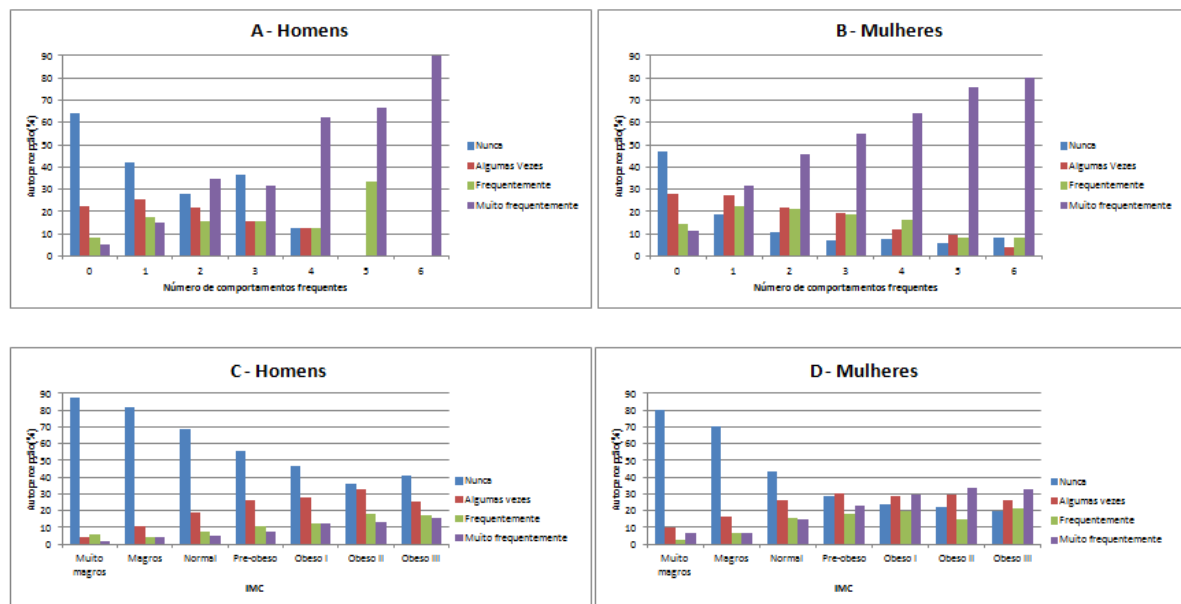 A - Homens
90
80
70
60
50
40
30
20
10
0
Autopercepção(%)
0 1 2 3 4 5 6
Número de comportamentos frequentes
Nunca
Algumas Vezes
Frequentemente
Muito frequentemente
B - Mulheres
90
80
70
60
50
40
30
20
10
0
Autopercepção(%)
0 1 2 3 4 5 6
Número de comportamentos frequentes
Nunca
Algumas Vezes
Frequentemente
Muito frequentemente
C - Homens
90
80
70
60
50
40
30
20
10
0
Autopercepção(%)
Muito Magros Normal Pre-obeso Obeso I Obeso II Obeso III
magros
IMC
Nunca
Algumas vezes
Frequentemente
Muito frequentemente
D - Mulheres
90
80
70
60
50
40
30
20
10
0
Autopercepção(%)
Muito Magros Normal Pre-obeso Obeso I Obeso II Obeso III
magros
IMC
Nunca
Algumas vezes
Frequentemente
Muito frequentemente